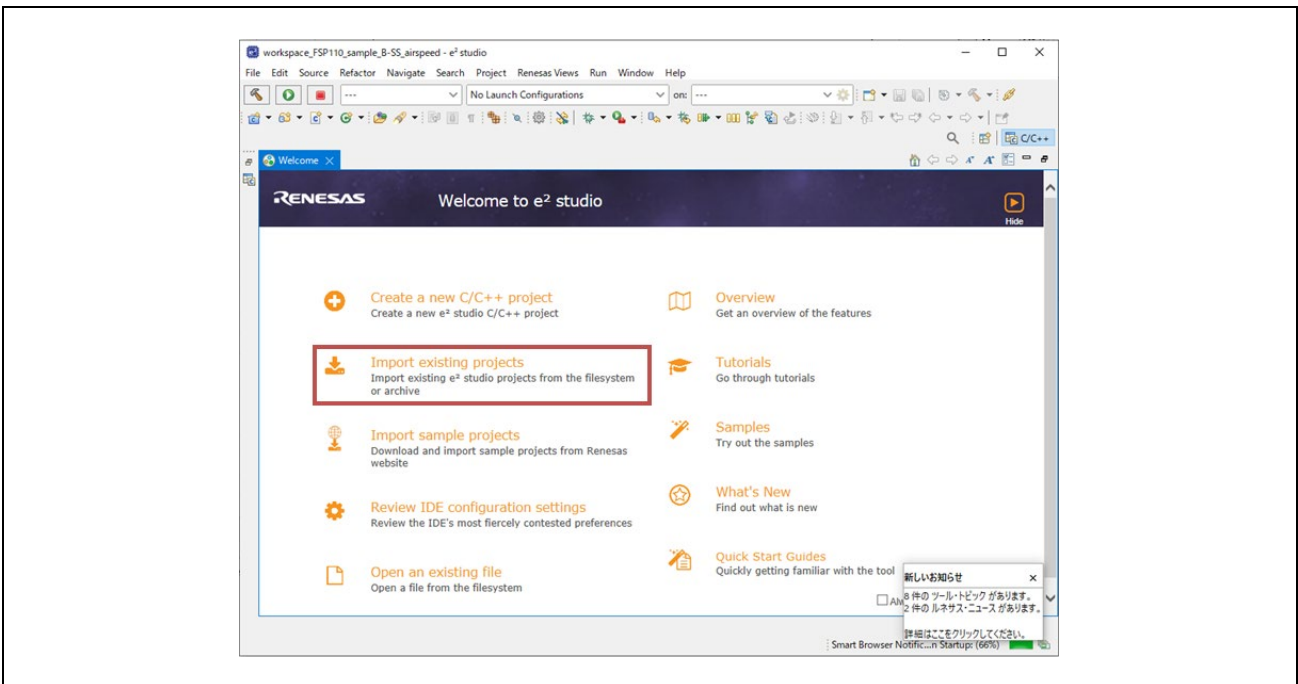 workspace_FSP110_sample_B-SS_airspeed - e² studio
File Edit Source Refactor Navigate Search Project Renesas Views Run Window Help
--- No Launch Configurations on: ---
C/C++
Welcome
RENESAS Welcome to e² studio
Hide
Create a new C/C++ project
Create a new e² studio C/C++ project
Import existing projects
Import existing e² studio projects from the filesystem
or archive
Import sample projects
Download and import sample projects from Renesas
website
Review IDE configuration settings
Review the IDE's most fiercely contested preferences
Open an existing file
Open a file from the filesystem
Overview
Get an overview of the features
Tutorials
Go through tutorials
Samples
Try out the samples
What's New
Find out what is new
Quick Start Guides
Quickly getting familiar with the tool
新しいお知らせ
8 件の ツール・トピック があります。
2 件の ルネサス・ニュース があります。
詳細はここをクリックしてください。
Smart Browser Notific...n Startup: (66%)